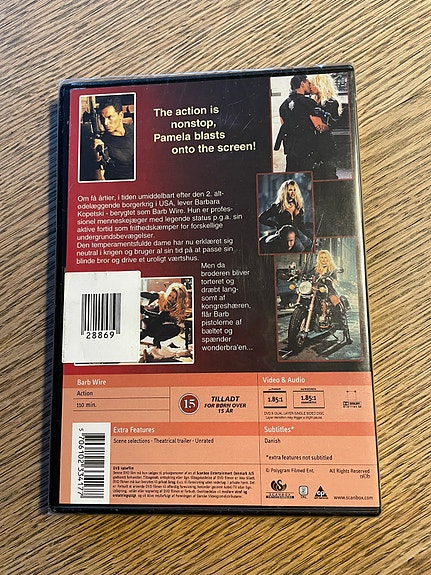 The action is
nonstop,
Pamela blasts
onto the screen!
Om få årtier, i tiden umiddelbart efter den 2. alt-
ødelæggende borgerkrig i USA, lever Barbara
Kopetski - berygtet som Barb Wire. Hun er profes-
sionel menneskejæger med legende status p.g.a. sin
aktive fortid som frithedskæmper for forskellige
undergrundsbevægelser.
Den temperamentsfulde dame har nu erklæret sig
neutral i krigen og bruger al sin tid på at passe sin
blinde bror og drive et uroligt værtshus.
Men da
broderen bliver
torteret og
dræbt lang-
somt af
kongreshæren,
flår Barb
pistolerne af
bæltet og
spænder
wonderbra'en...
28869
Barb Wire
Action
110 min.
15
TILLADT
FOR BØRN OVER
15 ÅR
Video & Audio
1.85:1
1.85:1
Extra Features
Scene selections - Theatrical trailer - Unrated
Subtitles*
Danish
*extra features not subtitled
5706102334177
DVD
© Polygram Filmed Ent.
All Rights Reserved
SCANBOX
www.scanbox.com